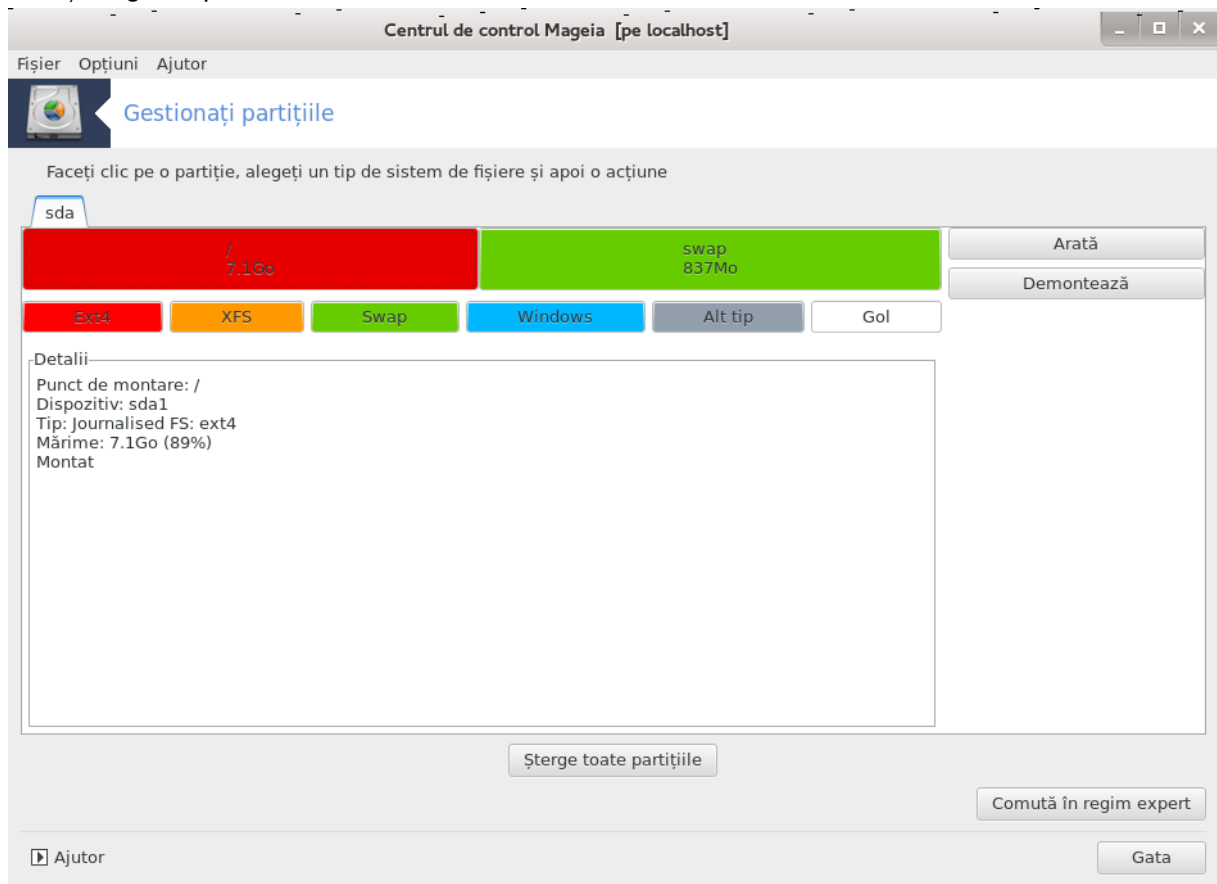 Centrul de control Mageia [pe localhost]
Fișier Opțiuni Ajutor
Gestionați partițiile
Faceți clic pe o partiție, alegeți un tip de sistem de fișiere și apoi o acțiune
sda
/
7.1Go
swap
837Mo
Arată
Demontează
Ext4 XFS Swap Windows Alt tip Gol
Detalii
Punct de montare: /
Dispozitiv: sda1
Tip: Journalised FS: ext4
Mărime: 7.1Go (89%)
Montat
Șterge toate partițiile
Comută în regim expert
Ajutor
Gata